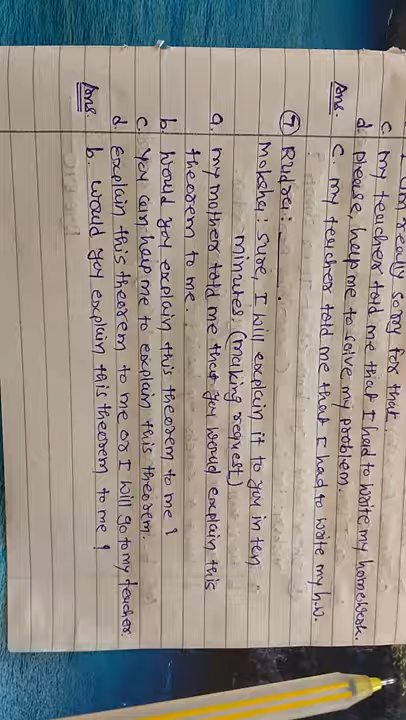 I'm really sorry for that.
c. my teacher told me that I had to write my homework.
d. please, help me to solve my problem.
Ans. c. my teacher told me that I had to write my h.w.
⑦ Rudra: ________.
Moksha: sure, I will explain it to you in ten
minutes. (making request)
a. my mother told me that you would explain this
theorem to me.
b. would you explain this theorem to me?
c. you can help me to explain this theorem.
d. explain this theorem to me or I will go to my teacher
Ans. b. would you explain this theorem to me?